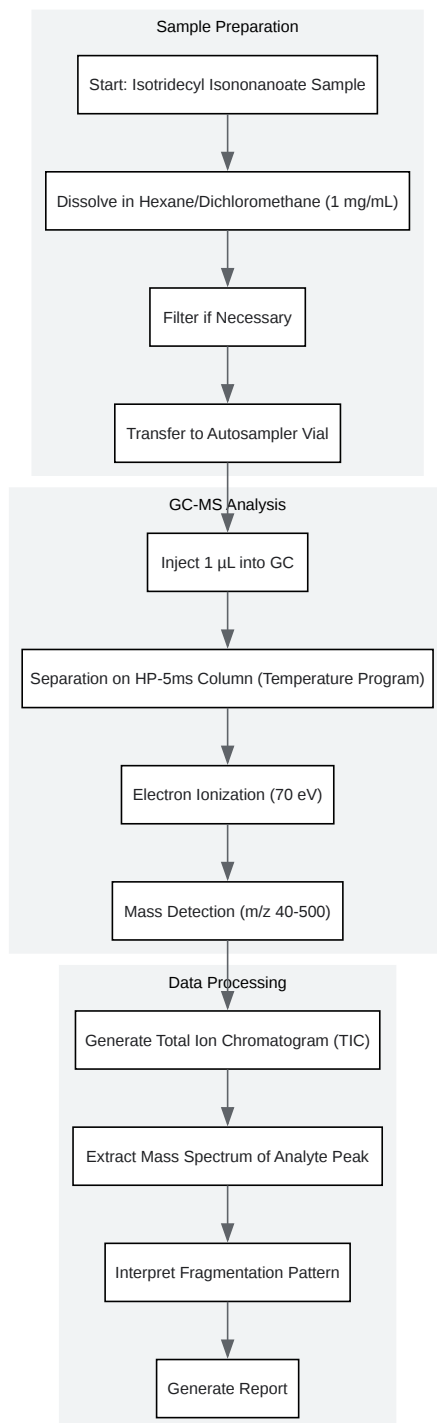 Sample Preparation
Start: Isotridecyl Isononanoate Sample
Dissolve in Hexane/Dichloromethane (1 mg/mL)
Filter if Necessary
Transfer to Autosampler Vial
GC-MS Analysis
Inject 1 µL into GC
Separation on HP-5ms Column (Temperature Program)
Electron Ionization (70 eV)
Mass Detection (m/z 40-500)
Data Processing
Generate Total Ion Chromatogram (TIC)
Extract Mass Spectrum of Analyte Peak
Interpret Fragmentation Pattern
Generate Report